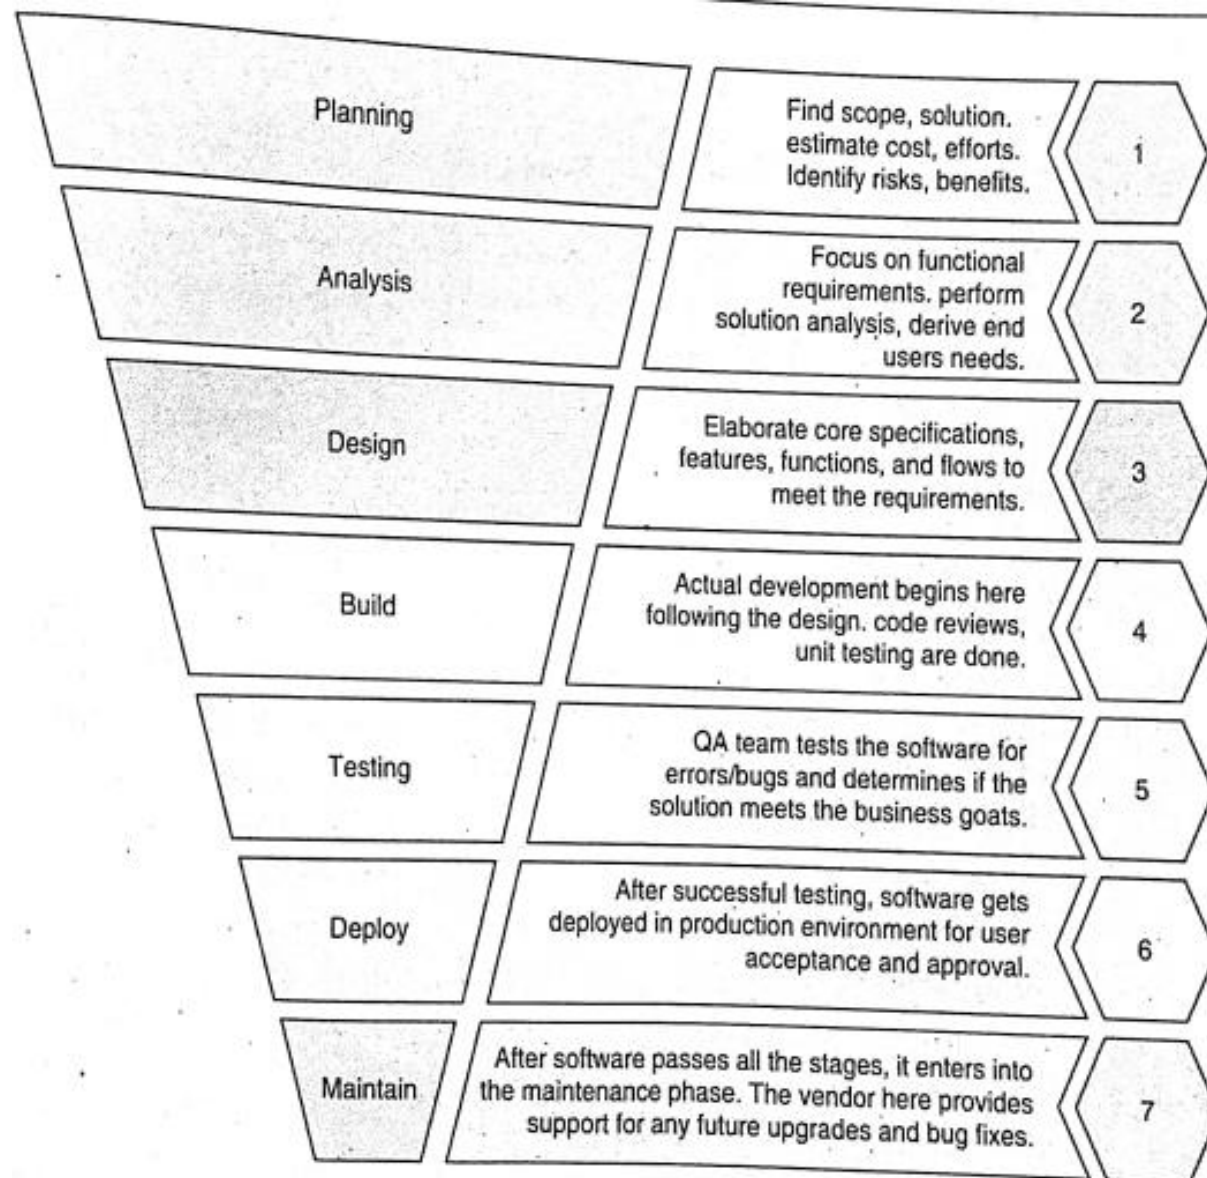 Planning
Find scope, solution.
estimate cost, efforts.
Identify risks, benefits.
1
Analysis
Focus on functional
requirements. perform
solution analysis, derive end
users needs.
2
Design
Elaborate core specifications,
features, functions, and flows to
meet the requirements.
3
Build
Actual development begins here
following the design. code reviews,
unit testing are done.
4
Testing
QA team tests the software for
errors/bugs and determines if the
solution meets the business goats.
5
Deploy
After successful testing, software gets
deployed in production environment for user
acceptance and approval.
6
Maintain
After software passes all the stages, it enters into
the maintenance phase. The vendor here provides
support for any future upgrades and bug fixes.
7